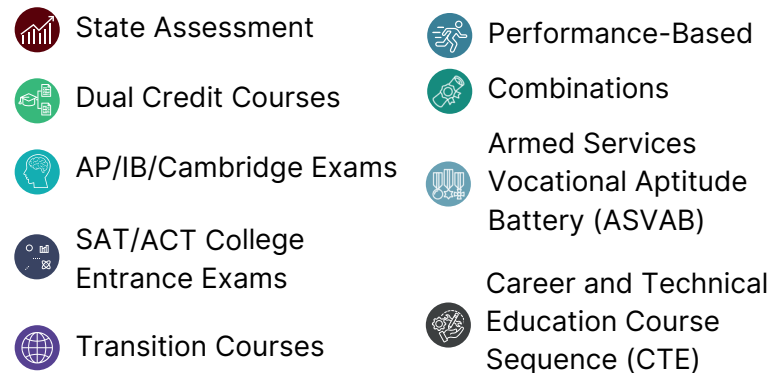 State Assessment
Dual Credit Courses
AP/IB/Cambridge Exams
SAT/ACT College
Entrance Exams
Transition Courses
Performance-Based
Combinations
Armed Services
Vocational Aptitude
Battery (ASVAB)
Career and Technical
Education Course
Sequence (CTE)